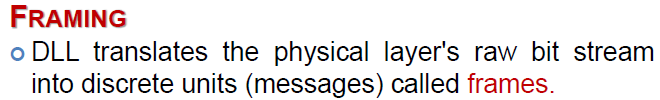 FRAMING
DLL translates the physical layer's raw bit stream
into discrete units (messages) called frames.